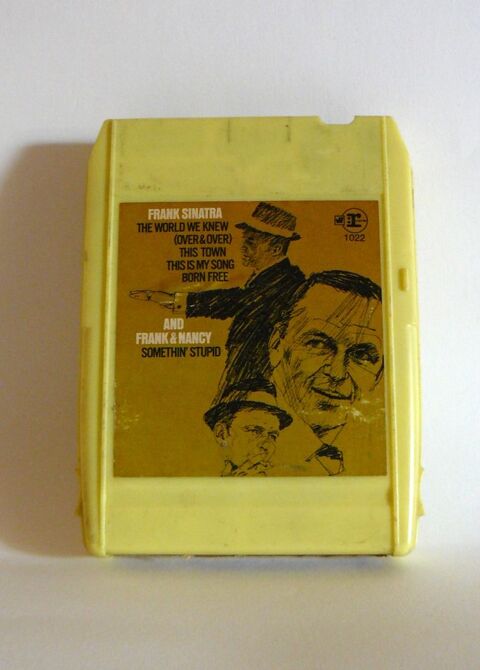 FRANK SINATRA
THE WORLD WE KNEW
(OVER & OVER)
THIS TOWN
THIS IS MY SONG
BORN FREE
AND
FRANK & NANCY
SOMETHIN' STUPID
1022